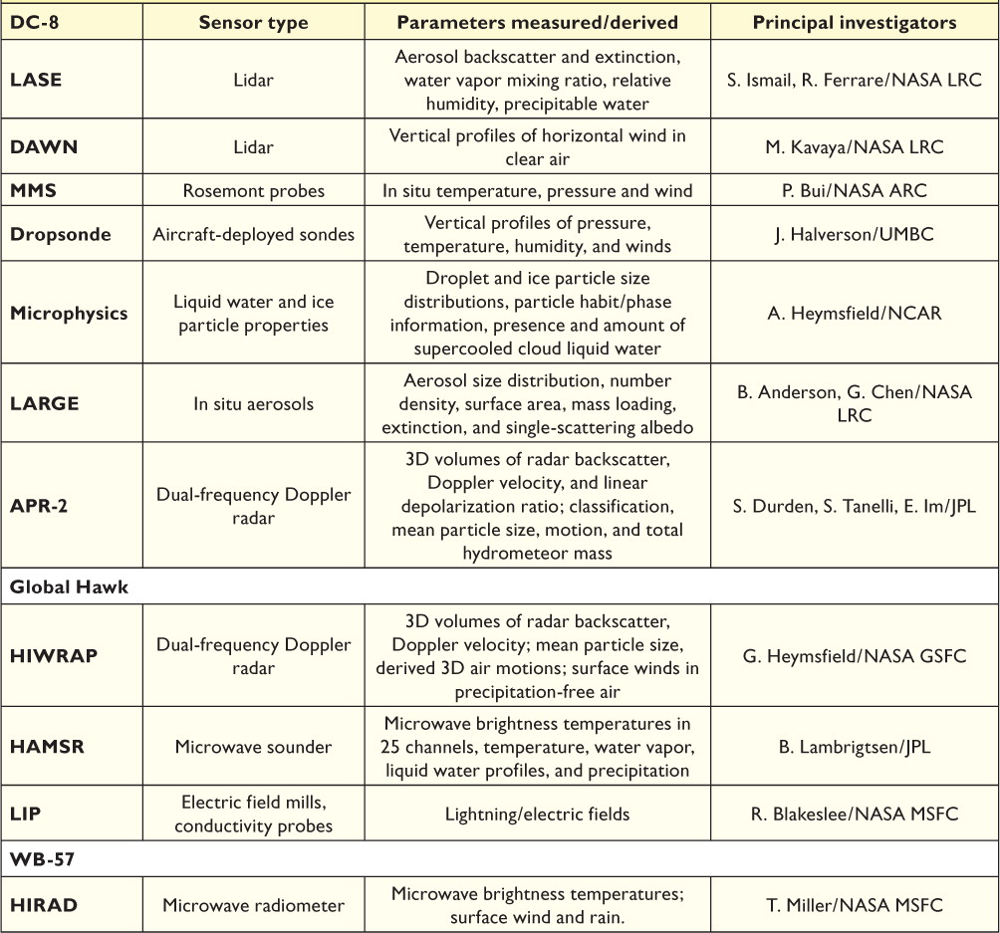 DC-8 Sensor type Parameters measured/derived Principal investigators
LASE Lidar Aerosol backscatter and extinction,
water vapor mixing ratio, relative
humidity, precipitable water S. Ismail, R. Ferrare/NASA LRC
DAWN Lidar Vertical profiles of horizontal wind in
clear air M. Kavaya/NASA LRC
MMS Rosemont probes In situ temperature, pressure and wind P. Bui/NASA ARC
Dropsonde Aircraft-deployed sondes Vertical profiles of pressure,
temperature, humidity, and winds J. Halverson/UMBC
Microphysics Liquid water and ice
particle properties Droplet and ice particle size
distributions, particle habit/phase
information, presence and amount of
supercooled cloud liquid water A. Heymsfield/NCAR
LARGE In situ aerosols Aerosol size distribution, number
density, surface area, mass loading,
extinction, and single-scattering albedo B. Anderson, G. Chen/NASA
LRC
APR-2 Dual-frequency Doppler
radar 3D volumes of radar backscatter,
Doppler velocity, and linear
depolarization ratio; classification,
mean particle size, motion, and total
hydrometeor mass S. Durden, S. Tanelli, E. Im/JPL
Global Hawk
HIWRAP Dual-frequency Doppler
radar 3D volumes of radar backscatter,
Doppler velocity; mean particle size,
derived 3D air motions; surface winds in
precipitation-free air G. Heymsfield/NASA GSFC
HAMSR Microwave sounder Microwave brightness temperatures in
25 channels, temperature, water vapor,
liquid water profiles, and precipitation B. Lambrigtsen/JPL
LIP Electric field mills,
conductivity probes Lightning/electric fields R. Blakeslee/NASA MSFC
WB-57
HIRAD Microwave radiometer Microwave brightness temperatures;
surface wind and rain. T. Miller/NASA MSFC